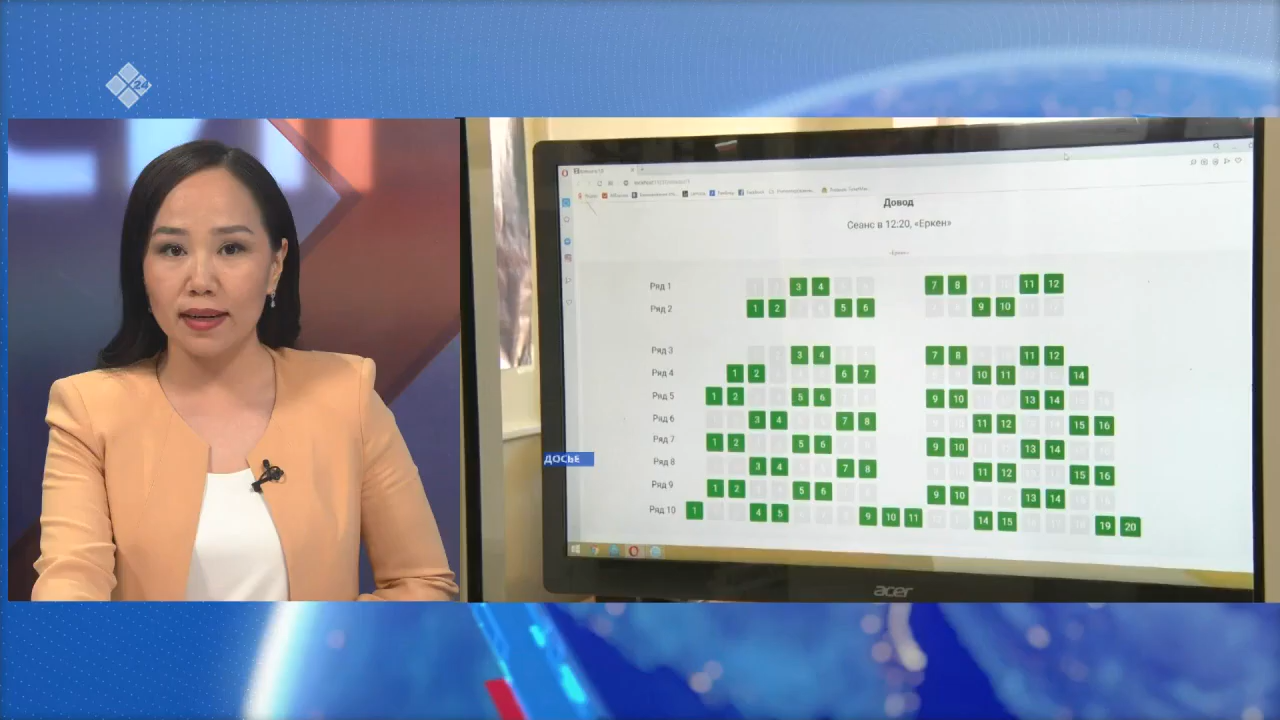 24
Довод
Сеанс в 12:20, «Еркен»
«Еркен»
Ряд 1 3 4 7 8 11 12
Ряд 2 1 2 5 6 9 10
Ряд 3 3 4 7 8 11 12
Ряд 4 1 2 6 7 10 11 14
Ряд 5 1 2 5 6 9 10 13 14
Ряд 6 3 4 7 8 11 12 15 16
Ряд 7 1 2 5 6 9 10 13 14
Ряд 8 3 4 7 8 11 12 15 16
ДОСЬЕ
Ряд 9 1 2 5 6 9 10 13 14
Ряд 10 1 4 5 9 10 11 14 15 19 20
acer